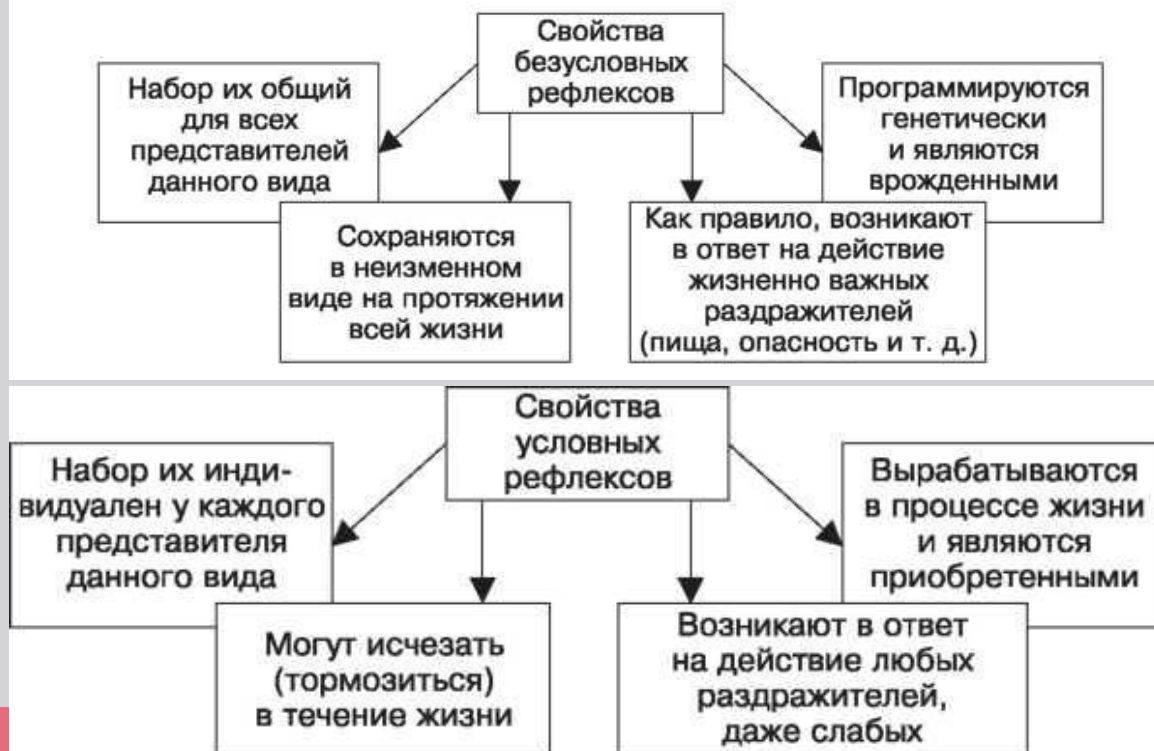 Свойства
безусловных
рефлексов
Набор их общий
для всех
представителей
данного вида
Сохраняются
в неизменном
виде на протяжении
всей жизни
Как правило, возникают
в ответ на действие
жизненно важных
раздражителей
(пища, опасность и т. д.)
Программируются
генетически
и являются
врожденными
Свойства
условных
рефлексов
Набор их инди-
видуален у каждого
представителя
данного вида
Могут исчезать
(тормозиться)
в течение жизни
Возникают в ответ
на действие любых
раздражителей,
даже слабых
Вырабатываются
в процессе жизни
и являются
приобретенными